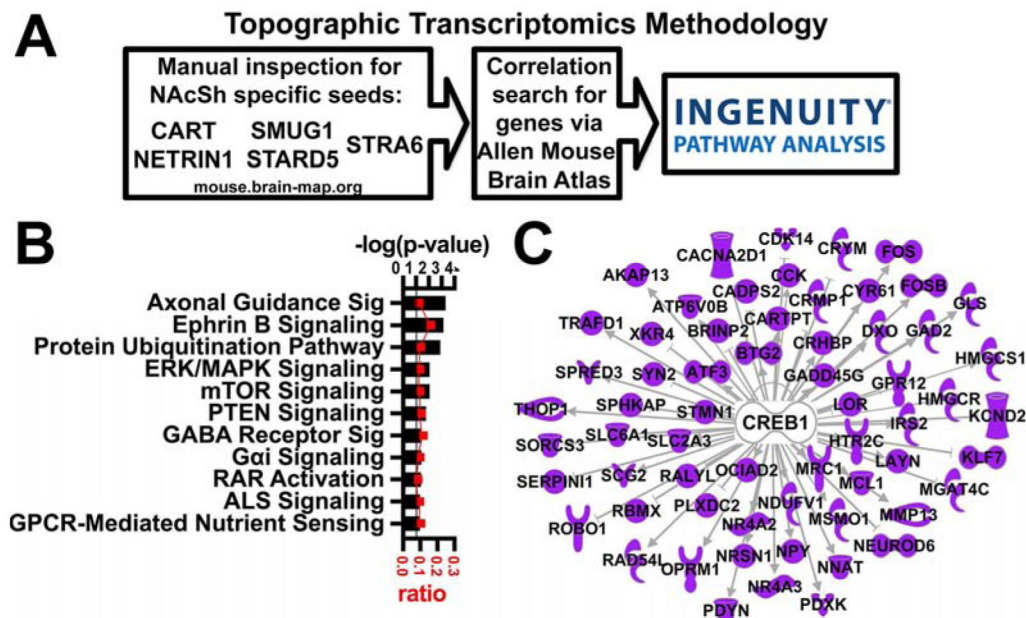 A
Topographic Transcriptomics Methodology
Manual inspection for
NAcSh specific seeds:
CART SMUG1
STRA6
NETRIN1 STARD5
mouse.brain-map.org
Correlation
search for
genes via
Allen Mouse
Brain Atlas
INGENUITY®
PATHWAY ANALYSIS
B
-log(p-value)
0 1 2 3 4
Axonal Guidance Sig
Ephrin B Signaling
Protein Ubiquitination Pathway
ERK/MAPK Signaling
mTOR Signaling
PTEN Signaling
GABA Receptor Sig
Gαi Signaling
RAR Activation
ALS Signaling
GPCR-Mediated Nutrient Sensing
0.0 0.1 0.2 0.3
ratio
C
CDK14
CRYM
CACNA2D1
FOS
AKAP13
CCK
CADPS2
CYR61
FOSB
CRMP1
GLS
ATP6V0B
CARTPT
TRAFD1
XKR4
BRINP2
DXO
GAD2
CRHBP
BTG2
HMGCS1
SPRED3
SYN2
ATF3
GADD45G
GPR12
HMGCR
THOP1
SPHKAP
STMN1
LOR
KCND2
CREB1
IRS2
SORCS3
SLC6A1
SLC2A3
HTR2C
LAYN
KLF7
SERPINI1
SCG2
RALYL
OCIAD2
MRC1
MCL1
MGAT4C
ROBO1
RBMX
PLXDC2
NDUFV1
MSMO1
MMP13
NR4A2
NEUROD6
RAD54L
OPRM1
NRSN1
NPY
NNAT
NR4A3
PDYN
PDXK